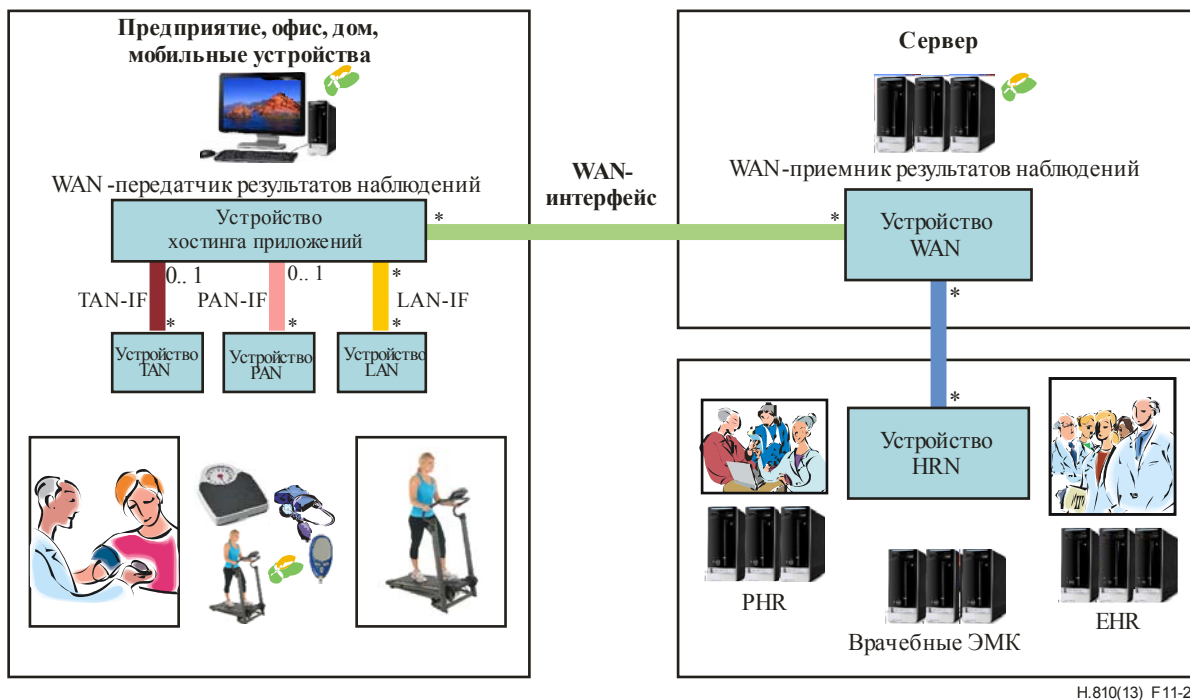 Предприятие, офис, дом,
мобильные устройства
WAN -передатчик результатов наблюдений
Устройство
хостинга приложений
*
0.. 1
0.. 1
*
TAN-IF
PAN-IF
LAN-IF
*
*
*
Устройство
TAN
Устройство
PAN
Устройство
LAN
WAN-
интерфейс
Сервер
WAN-приемник результатов наблюдений
*
Устройство
WAN
*
*
Устройство
HRN
PHR
Врачебные ЭМК
EHR
H.810(13)_F11-2